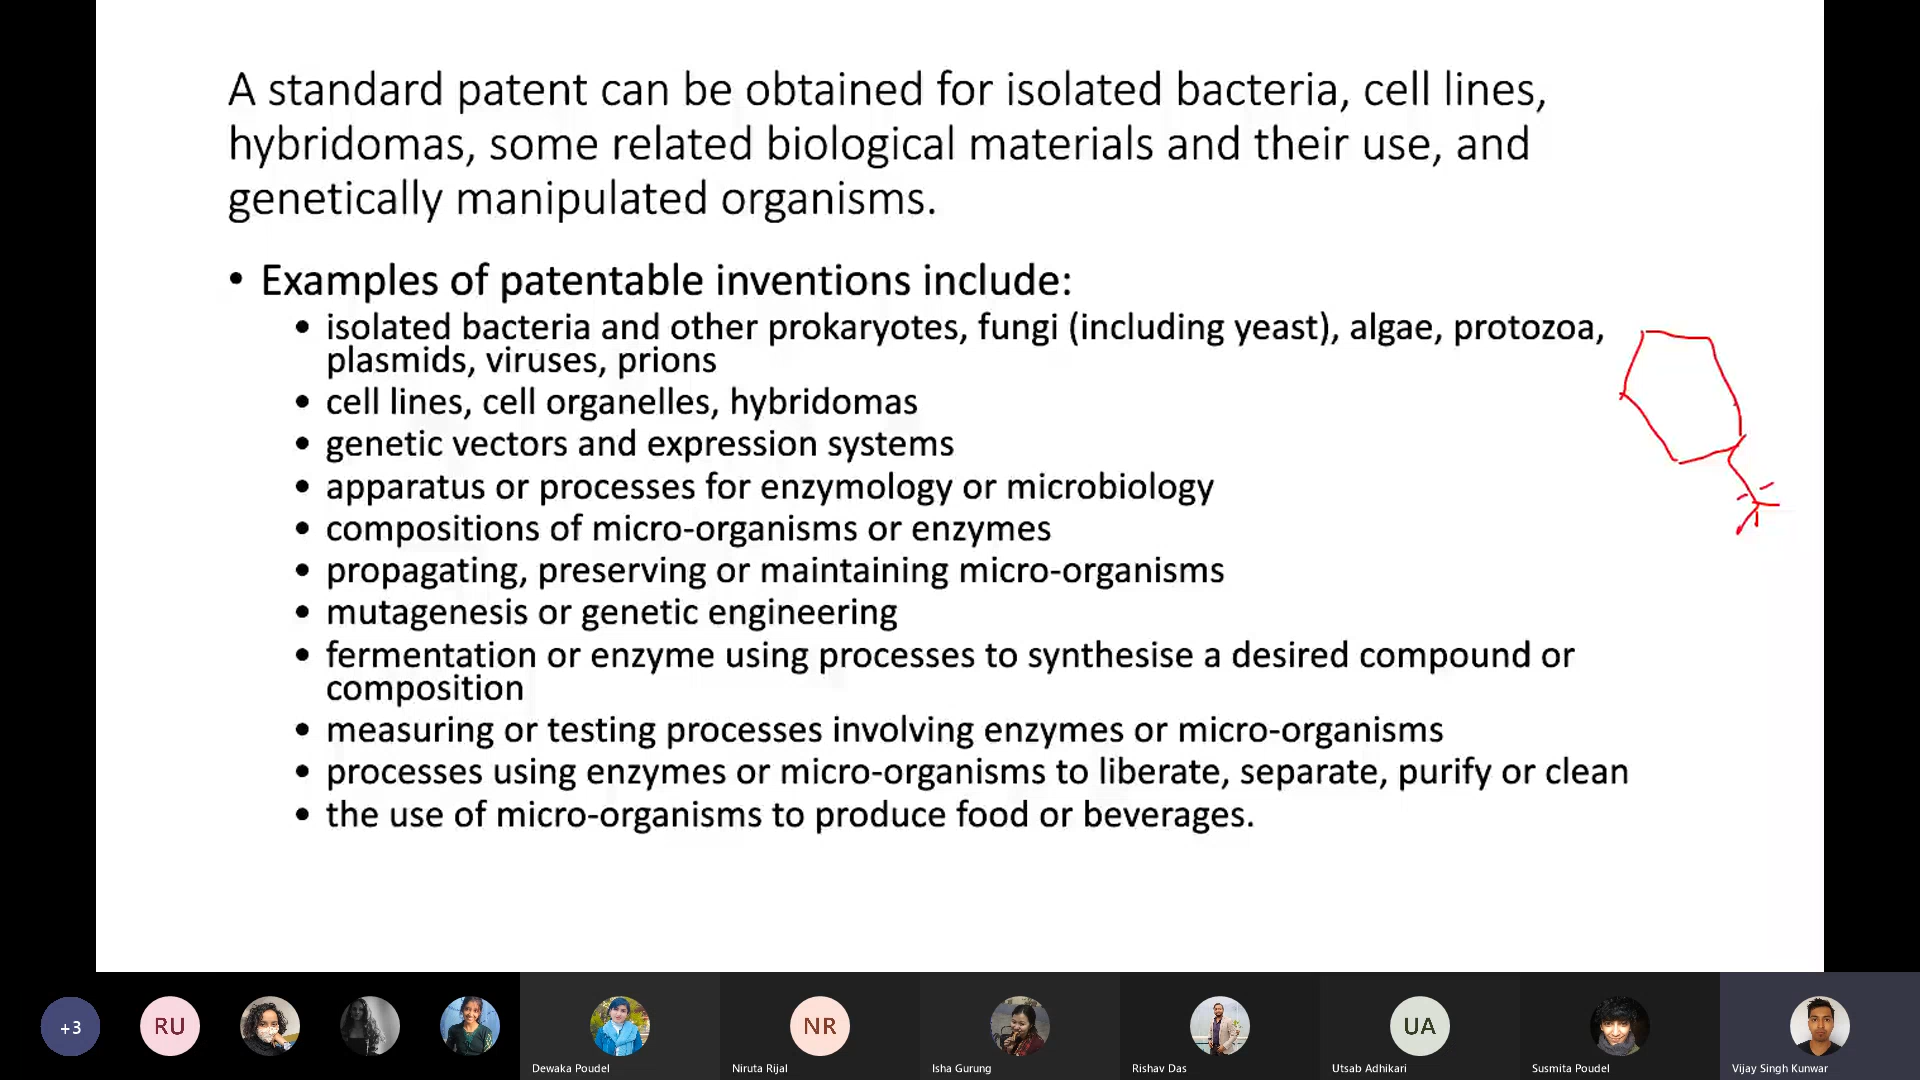 A standard patent can be obtained for isolated bacteria, cell lines,
hybridomas, some related biological materials and their use, and
genetically manipulated organisms.
• Examples of patentable inventions include:
• isolated bacteria and other prokaryotes, fungi (including yeast), algae, protozoa,
plasmids, viruses, prions
• cell lines, cell organelles, hybridomas
• genetic vectors and expression systems
• apparatus or processes for enzymology or microbiology
• compositions of micro-organisms or enzymes
• propagating, preserving or maintaining micro-organisms
• mutagenesis or genetic engineering
• fermentation or enzyme using processes to synthesise a desired compound or
composition
• measuring or testing processes involving enzymes or micro-organisms
• processes using enzymes or micro-organisms to liberate, separate, purify or clean
• the use of micro-organisms to produce food or beverages.
+3 RU NR UA
Dewaka Poudel Niruta Rijal Isha Gurung Rishav Das Utsab Adhikari Susmita Poudel Vijay Singh Kunwar